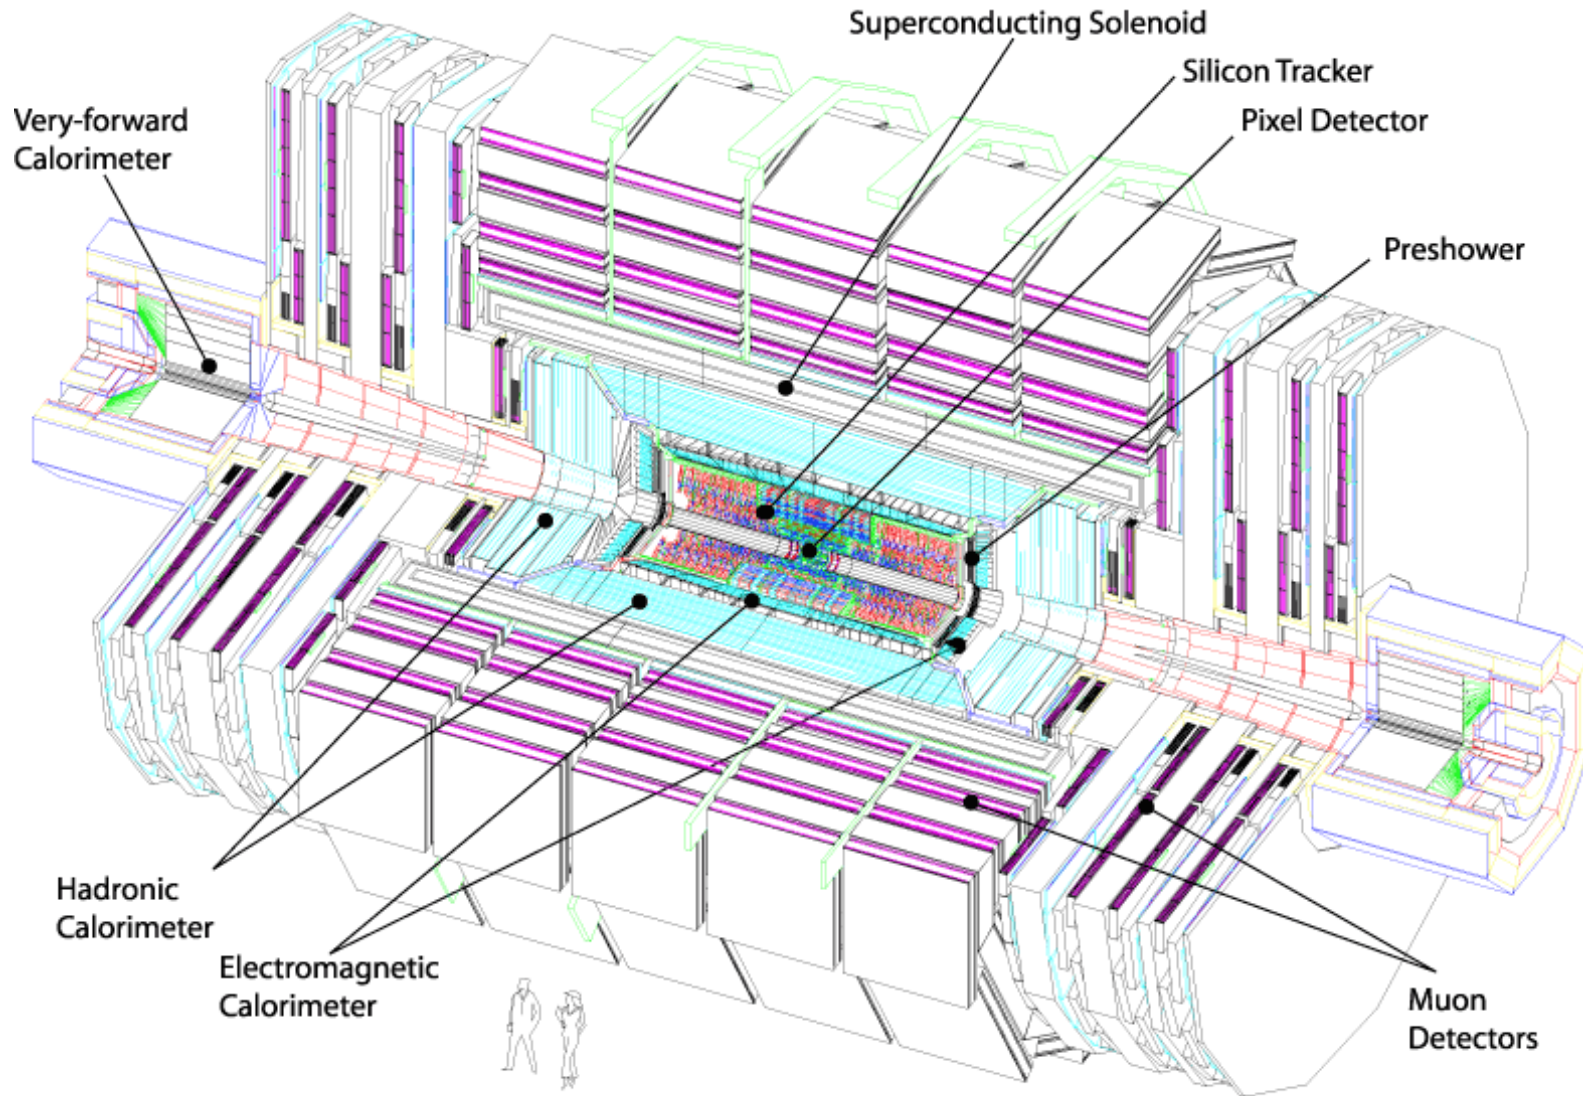 Superconducting Solenoid
Silicon Tracker
Pixel Detector
Very-forward
Calorimeter
Preshower
Hadronic
Calorimeter
Electromagnetic
Calorimeter
Muon
Detectors